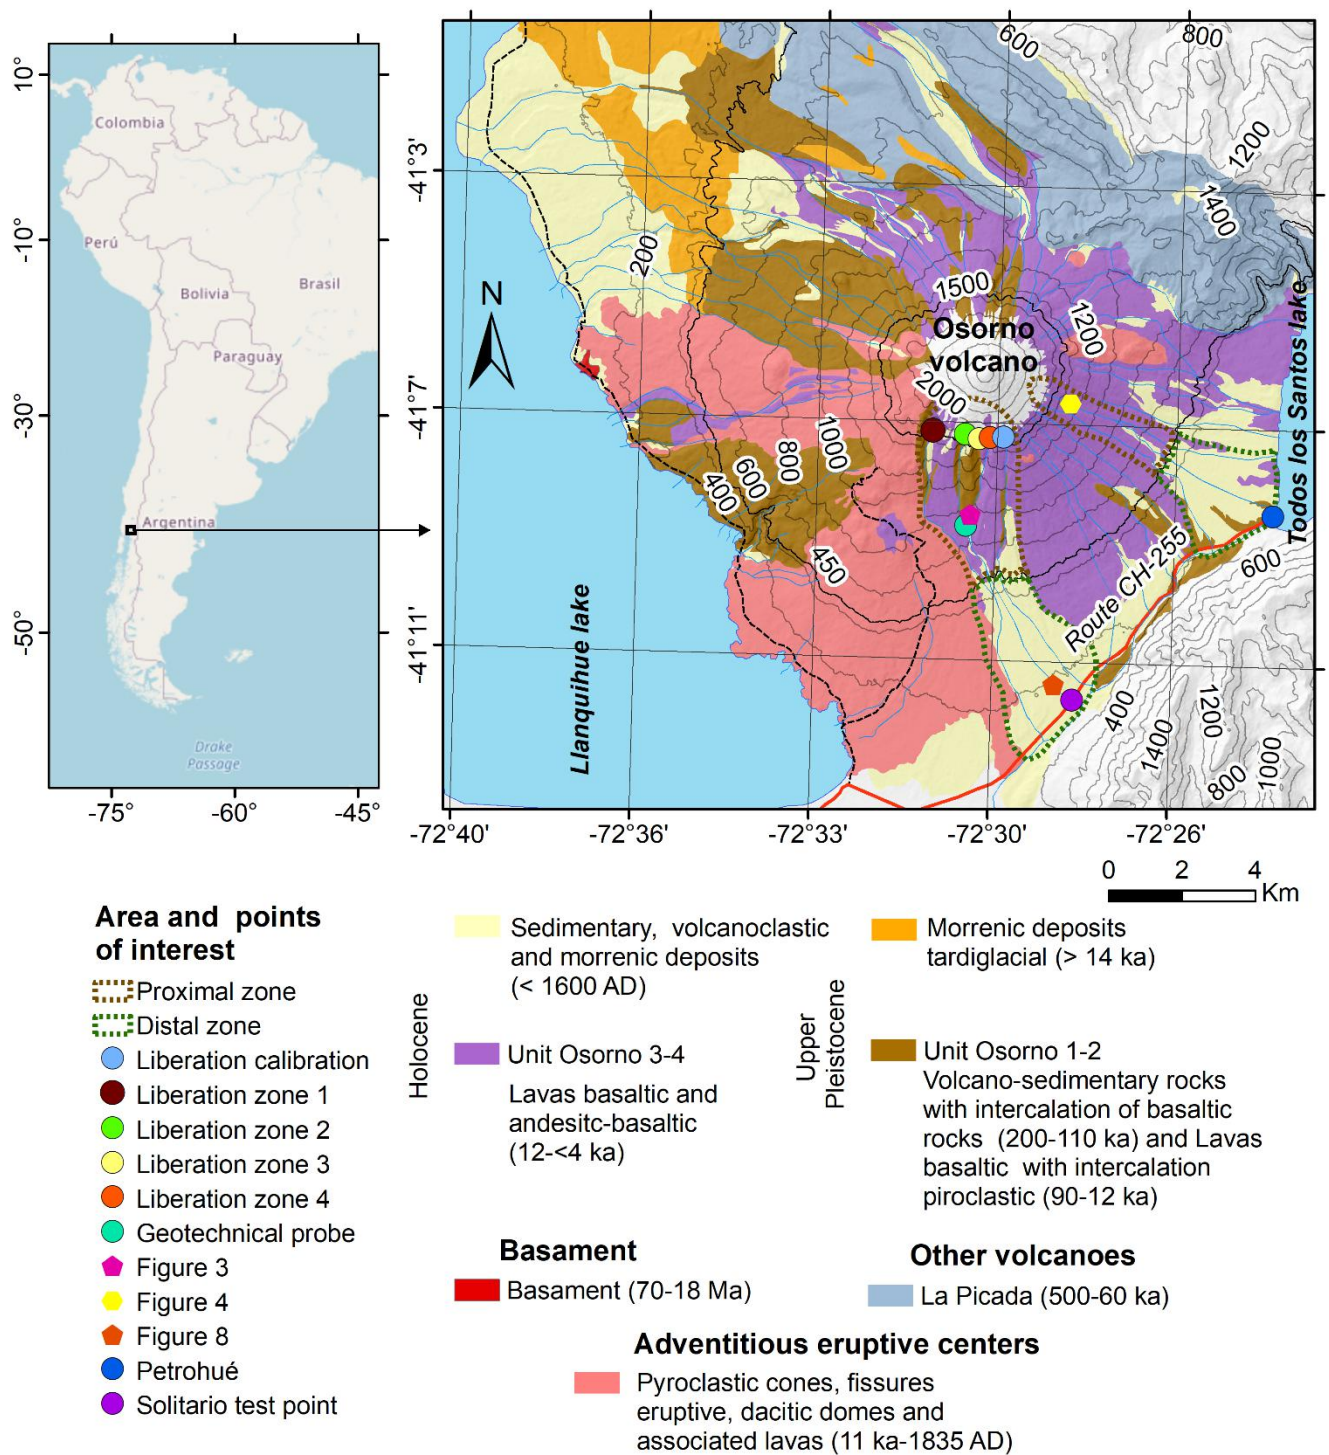 10°
-10°
-30°
-50°
-75°
-60°
-45°
Colombia
Perú
Brasil
Bolivia
Paraguay
Argentina
Drake
Passage
-41°3'
-41°7'
-41°11'
-72°40'
-72°36'
-72°33'
-72°30'
-72°26'
N
600
800
1200
1400
200
1500
Osorno
volcano
1200
2000
1000
800
600
400
450
Llanquihue lake
Todos los Santos lake
Route CH-255
600
400
1400
1200
800
1000
0 2 4
Km
Area and points
of interest
Proximal zone
Distal zone
Liberation calibration
Liberation zone 1
Liberation zone 2
Liberation zone 3
Liberation zone 4
Geotechnical probe
Figure 3
Figure 4
Figure 8
Petrohué
Solitario test point
Holocene
Sedimentary, volcanoclastic
and morrenic deposits
(< 1600 AD)
Unit Osorno 3-4
Lavas basaltic and
andesitc-basaltic
(12-<4 ka)
Upper
Pleistocene
Morrenic deposits
tardiglacial (> 14 ka)
Unit Osorno 1-2
Volcano-sedimentary rocks
with intercalation of basaltic
rocks (200-110 ka) and Lavas
basaltic with intercalation
piroclastic (90-12 ka)
Basament
Basament (70-18 Ma)
Other volcanoes
La Picada (500-60 ka)
Adventitious eruptive centers
Pyroclastic cones, fissures
eruptive, dacitic domes and
associated lavas (11 ka-1835 AD)